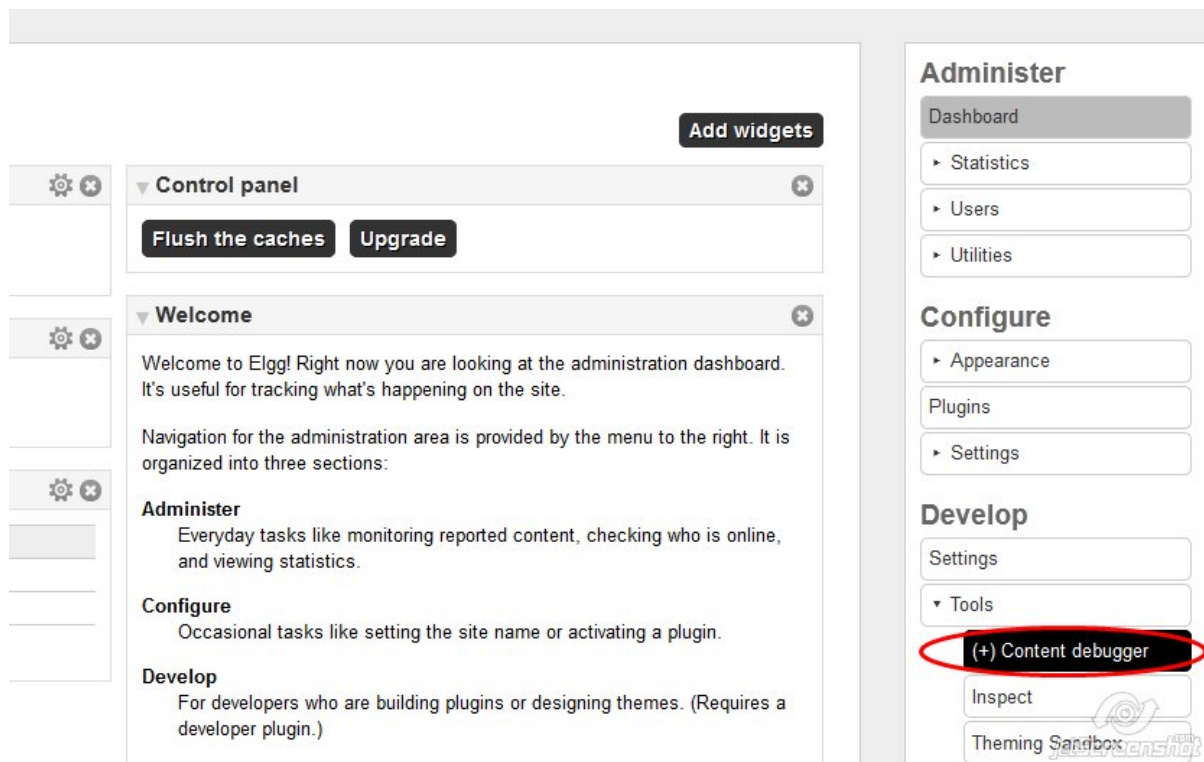 Add widgets
Control panel
Flush the caches Upgrade
Welcome
Welcome to Elgg! Right now you are looking at the administration dashboard.
It's useful for tracking what's happening on the site.
Navigation for the administration area is provided by the menu to the right. It is
organized into three sections:
Administer
Everyday tasks like monitoring reported content, checking who is online,
and viewing statistics.
Configure
Occasional tasks like setting the site name or activating a plugin.
Develop
For developers who are building plugins or designing themes. (Requires a
developer plugin.)
Administer
Dashboard
Statistics
Users
Utilities
Configure
Appearance
Plugins
Settings
Develop
Settings
Tools
(+) Content debugger
Inspect
Theming Sandbox
jetscreenshot.com